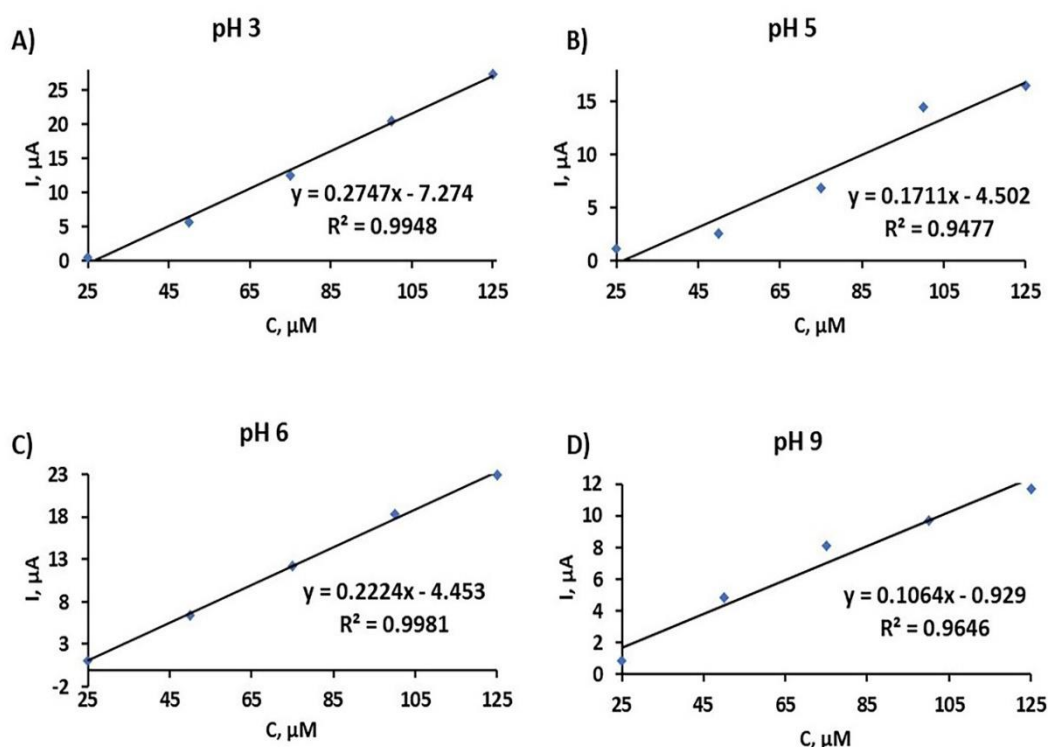 A)
pH 3
I, µA
25
20
15
10
5
0
y = 0.2747x - 7.274
R² = 0.9948
25 45 65 85 105 125
C, µM
B)
pH 5
I, µA
15
10
5
0
y = 0.1711x - 4.502
R² = 0.9477
25 45 65 85 105 125
C, µM
C)
pH 6
I, µA
23
18
13
8
3
-2
y = 0.2224x - 4.453
R² = 0.9981
25 45 65 85 105 125
C, µM
D)
pH 9
I, µA
12
10
8
6
4
2
0
y = 0.1064x - 0.929
R² = 0.9646
25 45 65 85 105 125
C, µM